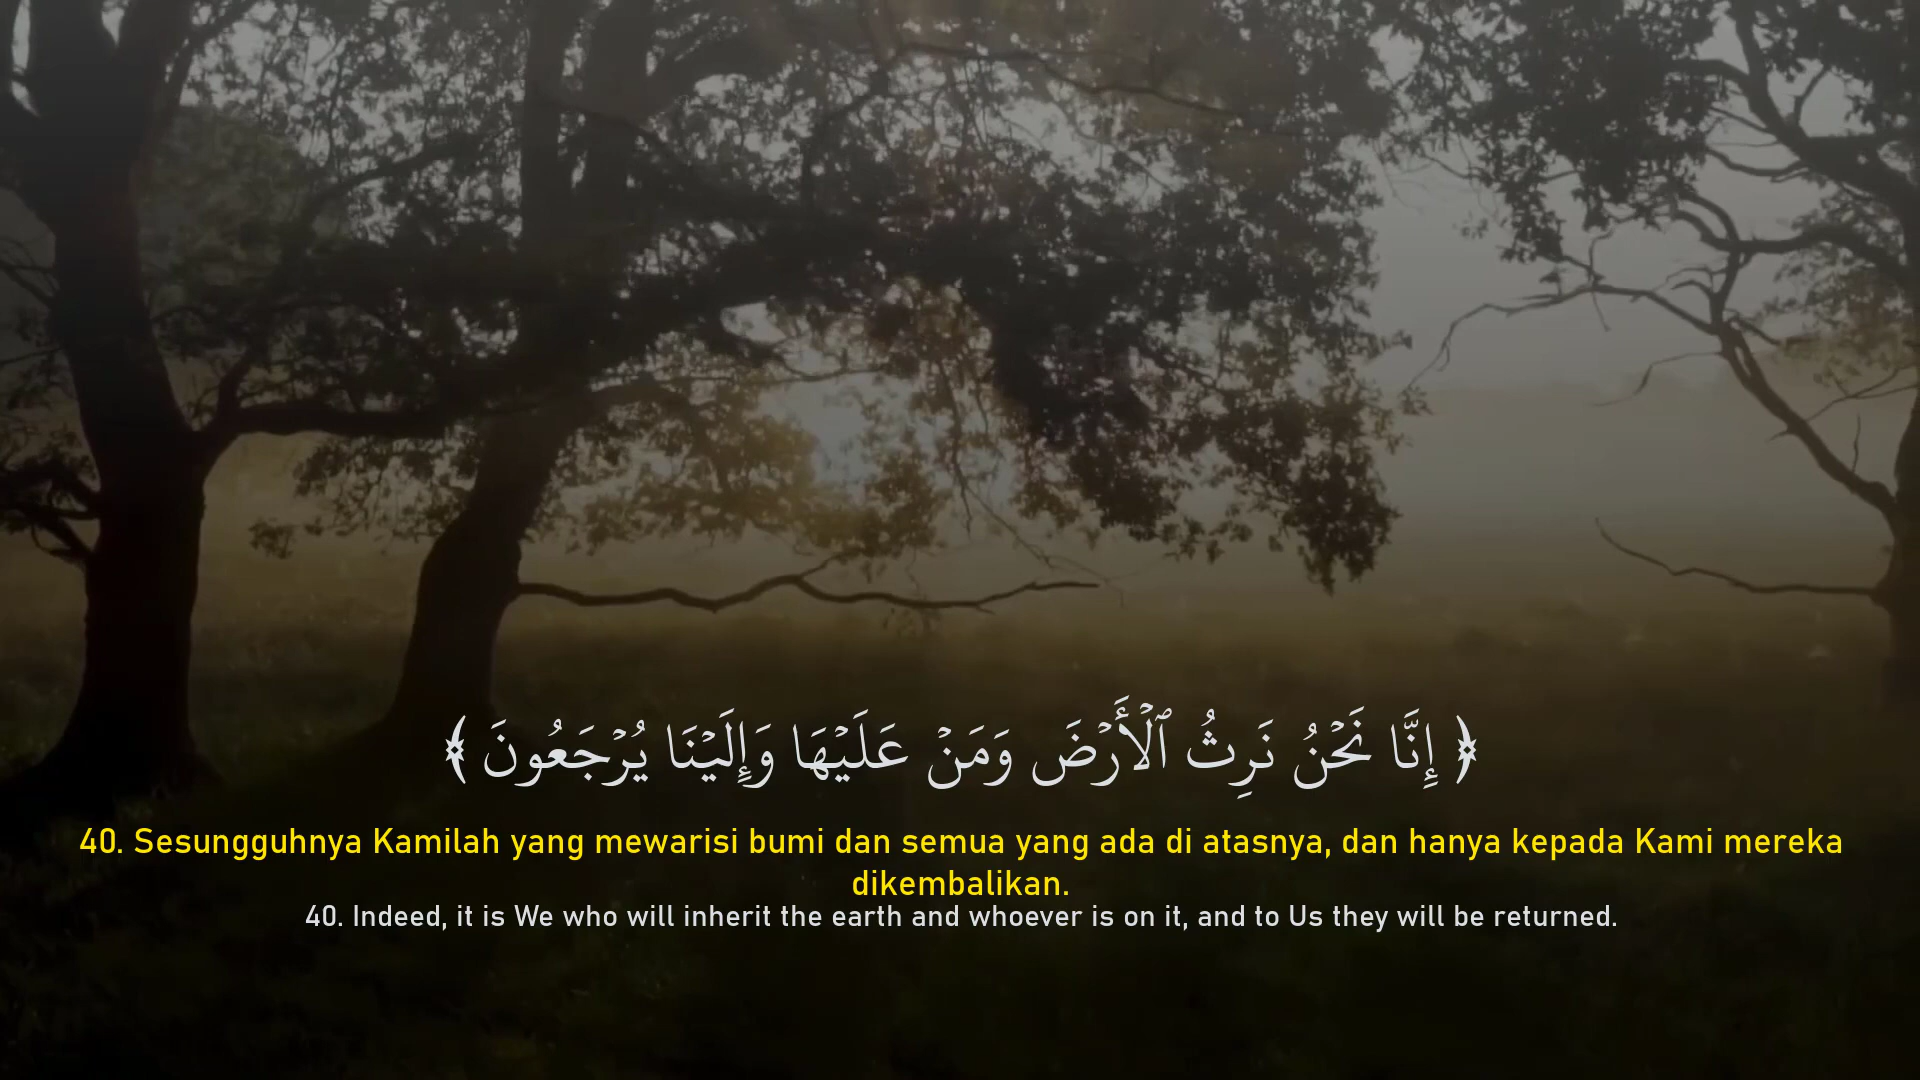 ﴿ إِنَّا نَحْنُ نَرِثُ ٱلْأَرْضَ وَمَنْ عَلَيْهَا وَإِلَيْنَا يُرْجَعُونَ ﴾
40. Sesungguhnya Kamilah yang mewarisi bumi dan semua yang ada di atasnya, dan hanya kepada Kami mereka
dikembalikan.
40. Indeed, it is We who will inherit the earth and whoever is on it, and to Us they will be returned.